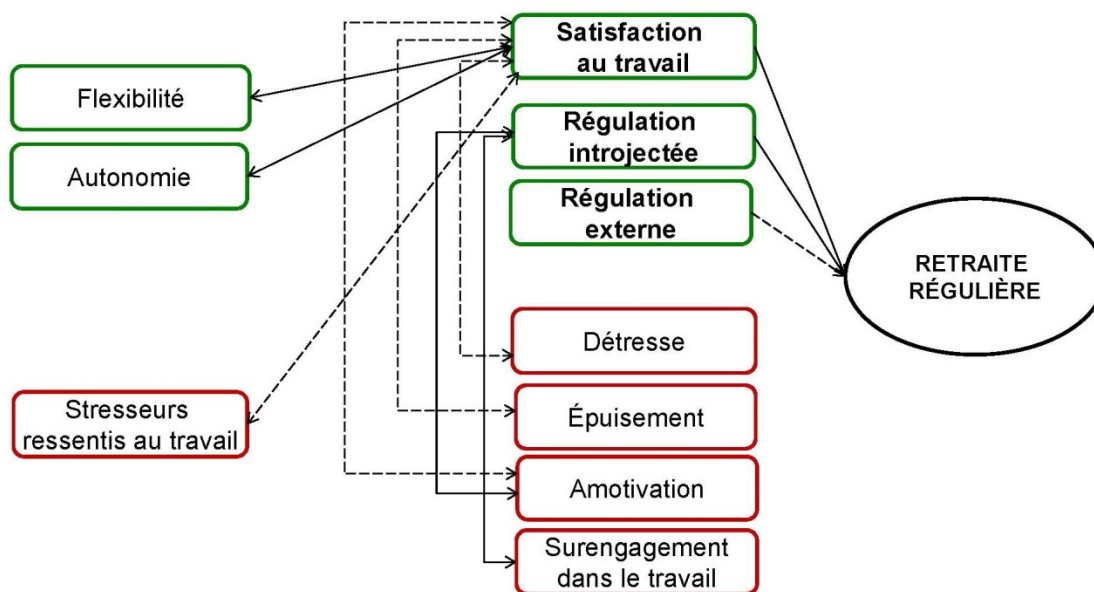 Satisfaction
au travail
Flexibilité
Autonomie
Régulation
introjectée
Régulation
externe
RETRAITE
RÉGULIÈRE
Détresse
Stresseurs
ressentis au travail
Épuisement
Amotivation
Surengagement
dans le travail